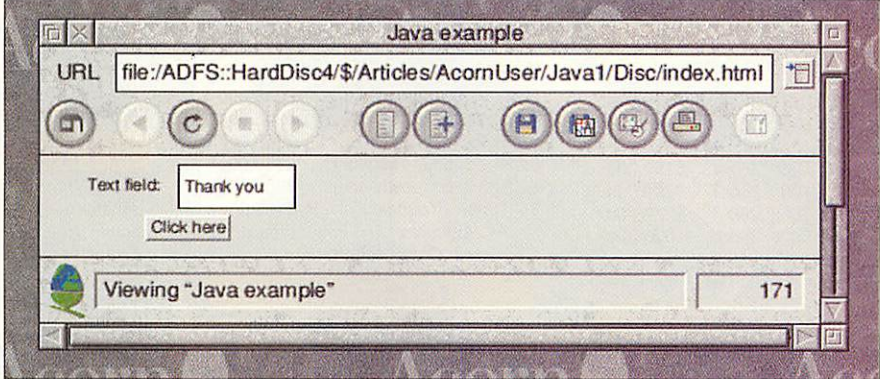 Java example
URL file:/ADFS::HardDisc4/$/Articles/AcornUser/Java1/Disc/index.html
Text field: Thank you
Click here
Viewing “Java example” 171
Acorn